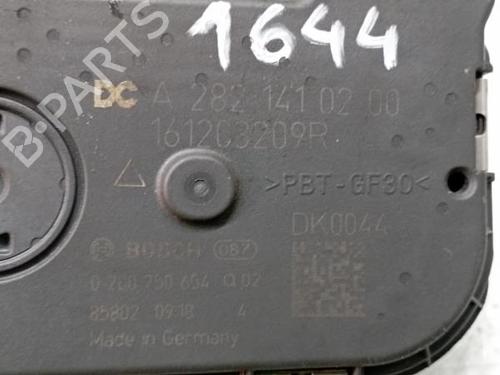 1644
B-PARTS
DC A 282 141 02 00
161203209R
>PBT-GF30<
DK0044
BOSCH 087
0 280 750 654 Q 02
85802 09.18 4
Made in Germany